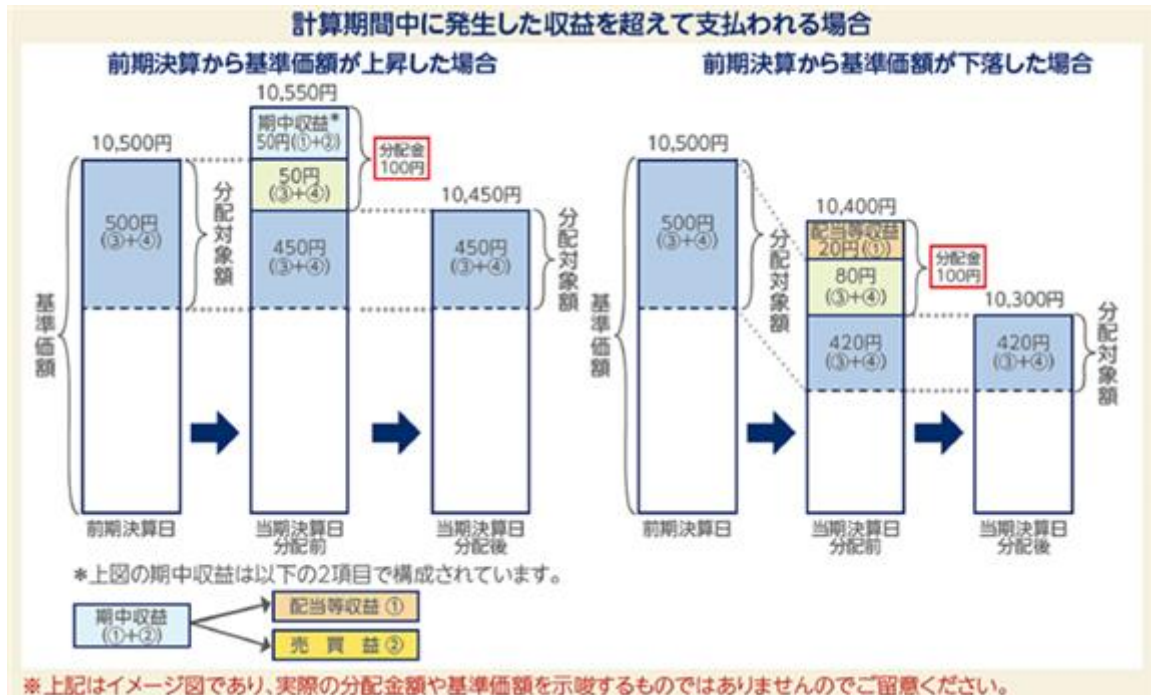 計算期間中に発生した収益を超えて支払われる場合
前期決算から基準価額が上昇した場合
10,500円
500円
(③+④)
分配対象額
10,550円
期中収益*
50円(①+②)
50円
(③+④)
450円
(③+④)
分配金
100円
10,450円
450円
(③+④)
分配対象額
基準価額
前期決算日
当期決算日
分配前
当期決算日
分配後
前期決算から基準価額が下落した場合
10,500円
500円
(③+④)
分配対象額
10,400円
配当等収益
20円(①)
80円
(③+④)
420円
(③+④)
分配金
100円
10,300円
420円
(③+④)
分配対象額
基準価額
前期決算日
当期決算日
分配前
当期決算日
分配後
*上図の期中収益は以下の2項目で構成されています。
期中収益
(①+②)
配当等収益 ①
売 買 益 ②
※上記はイメージ図であり、実際の分配金額や基準価額を示唆するものではありませんのでご留意ください。